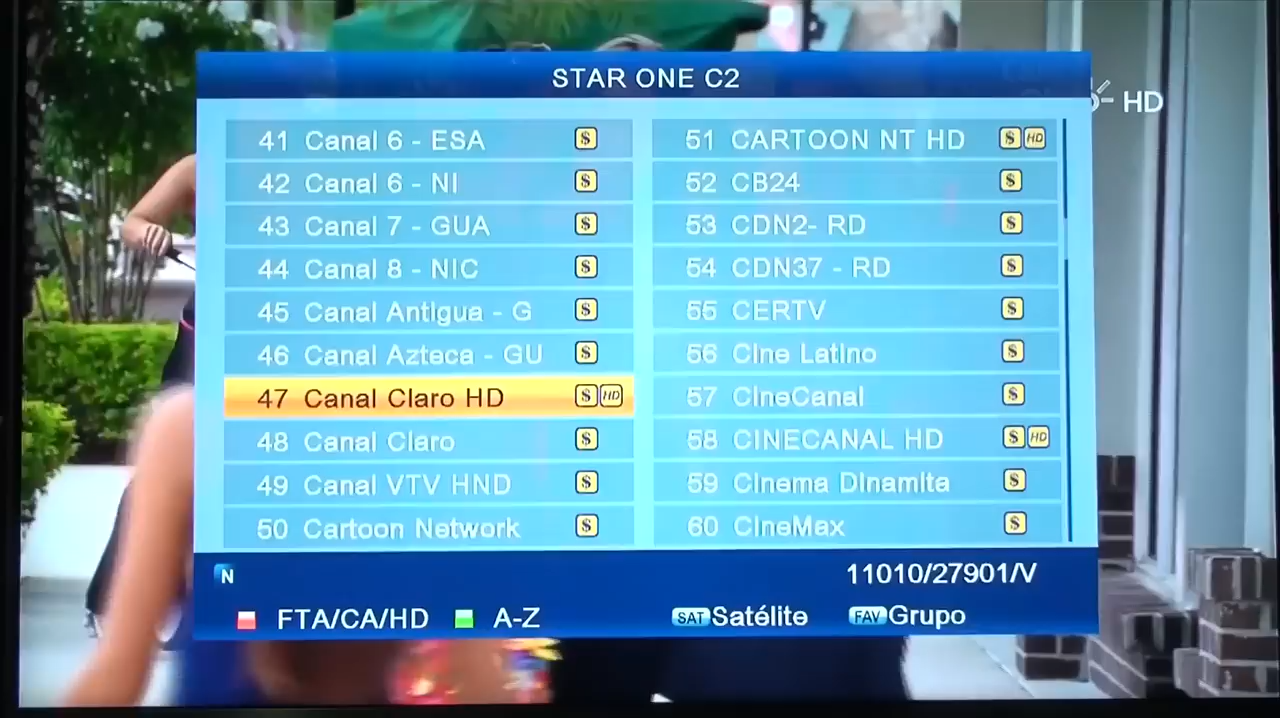 STAR ONE C2
HD
41 Canal 6 - ESA $
42 Canal 6 - NI $
43 Canal 7 - GUA $
44 Canal 8 - NIC $
45 Canal Antigua - G $
46 Canal Azteca - GU $
47 Canal Claro HD $ HD
48 Canal Claro $
49 Canal VTV HND $
50 Cartoon Network $
51 CARTOON NT HD $ HD
52 CB24 $
53 CDN2- RD $
54 CDN37 - RD $
55 CERTV $
56 Cine Latino $
57 CineCanal $
58 CINECANAL HD $ HD
59 Cinema Dinamita $
60 CineMax $
N
11010/27901/V
FTA/CA/HD A-Z SAT Satélite FAV Grupo